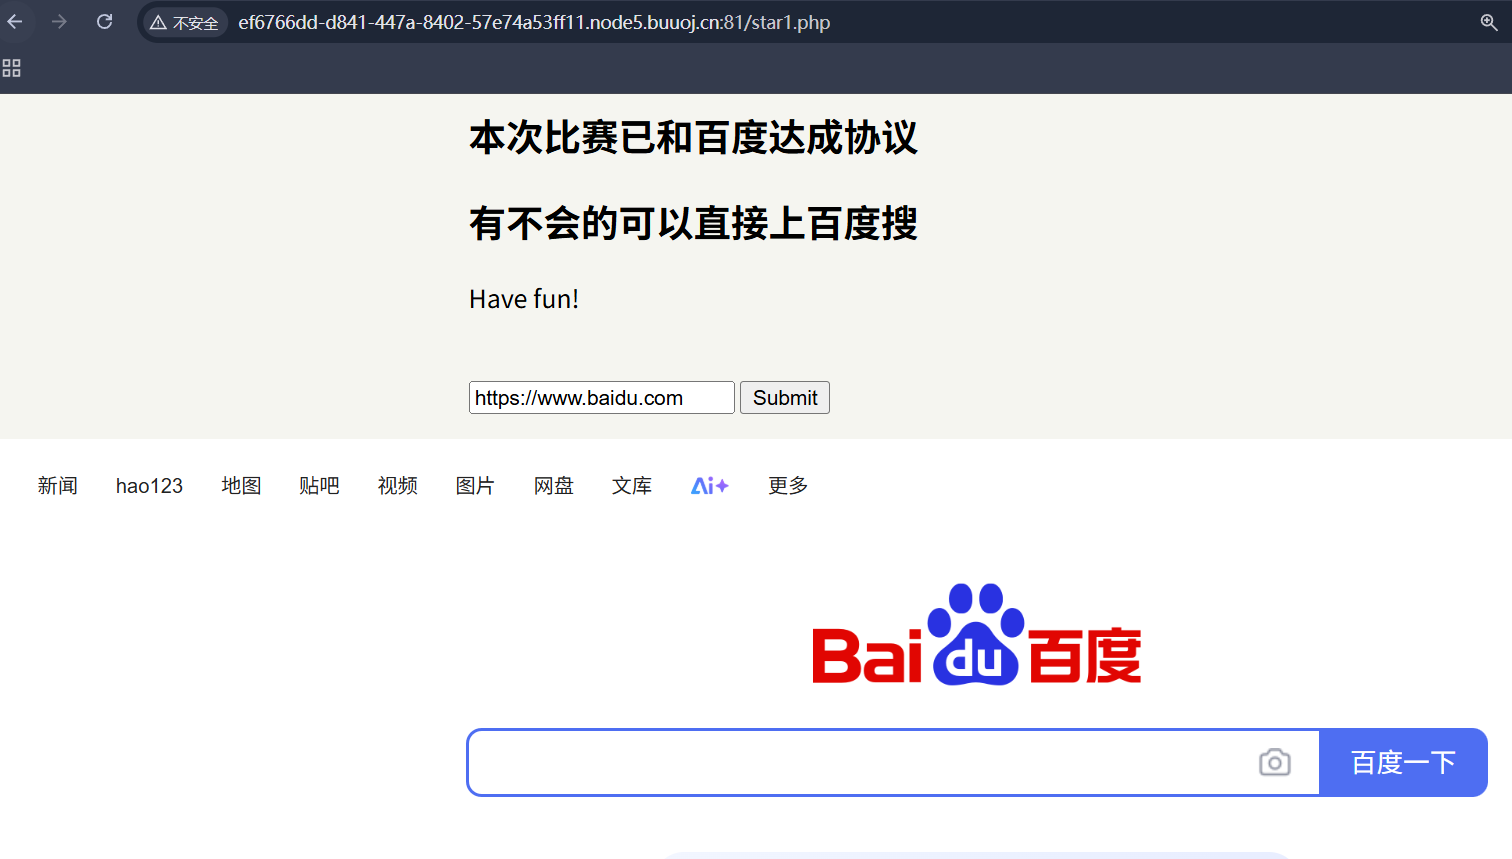 不安全 ef6766dd-d841-447a-8402-57e74a53ff11.node5.buuoj.cn:81/star1.php
本次比赛已和百度达成协议
有不会的可以直接上百度搜
Have fun!
https://www.baidu.com Submit
新闻 hao123 地图 贴吧 视频 图片 网盘 文库 Ai+ 更多
Bai du 百度
百度一下